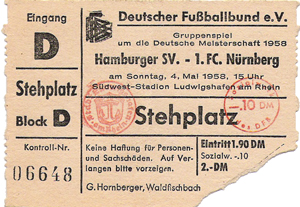 Eingang
D
Stehplatz
Block D
Kontroll-Nr.
06648
Deutscher Fußballbund e.V.
Gruppenspiel
um die Deutsche Meisterschaft 1958
Hamburger SV. - 1.FC. Nürnberg
am Sonntag, 4. Mai 1958, 15 Uhr
Südwest-Stadion Ludwigshafen am Rhein
Stehplatz
-.10 DM
Keine Haftung für Personen-
und Sachschäden. Auf Ver-
langen bitte vorzeigen.
Eintritt 1.90 DM
Sozialw. -.10
2.-DM
G. Hornberger, Waldfischbach